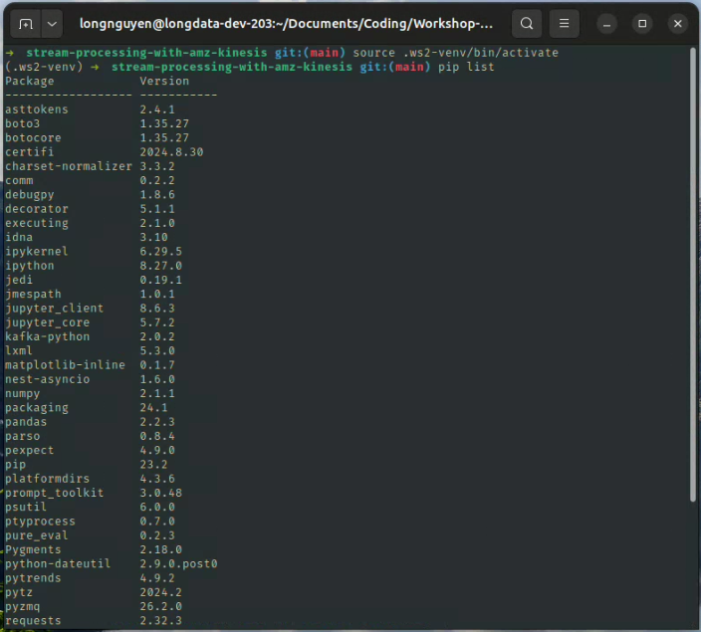 longnguyen@longdata-dev-203:~/Documents/Coding/Workshop-...
→ stream-processing-with-amz-kinesis git:(main) source .ws2-venv/bin/activate
(.ws2-venv) → stream-processing-with-amz-kinesis git:(main) pip list
Package Version
------------------ -----------
asttokens 2.4.1
boto3 1.35.27
botocore 1.35.27
certifi 2024.8.30
charset-normalizer 3.3.2
comm 0.2.2
debugpy 1.8.6
decorator 5.1.1
executing 2.1.0
idna 3.10
ipykernel 6.29.5
ipython 8.27.0
jedi 0.19.1
jmespath 1.0.1
jupyter_client 8.6.3
jupyter_core 5.7.2
kafka-python 2.0.2
lxml 5.3.0
matplotlib-inline 0.1.7
nest-asyncio 1.6.0
numpy 2.1.1
packaging 24.1
pandas 2.2.3
parso 0.8.4
pexpect 4.9.0
pip 23.2
platformdirs 4.3.6
prompt_toolkit 3.0.48
psutil 6.0.0
ptyprocess 0.7.0
pure_eval 0.2.3
Pygments 2.18.0
python-dateutil 2.9.0.post0
pytrends 4.9.2
pytz 2024.2
pyzmq 26.2.0
requests 2.32.3